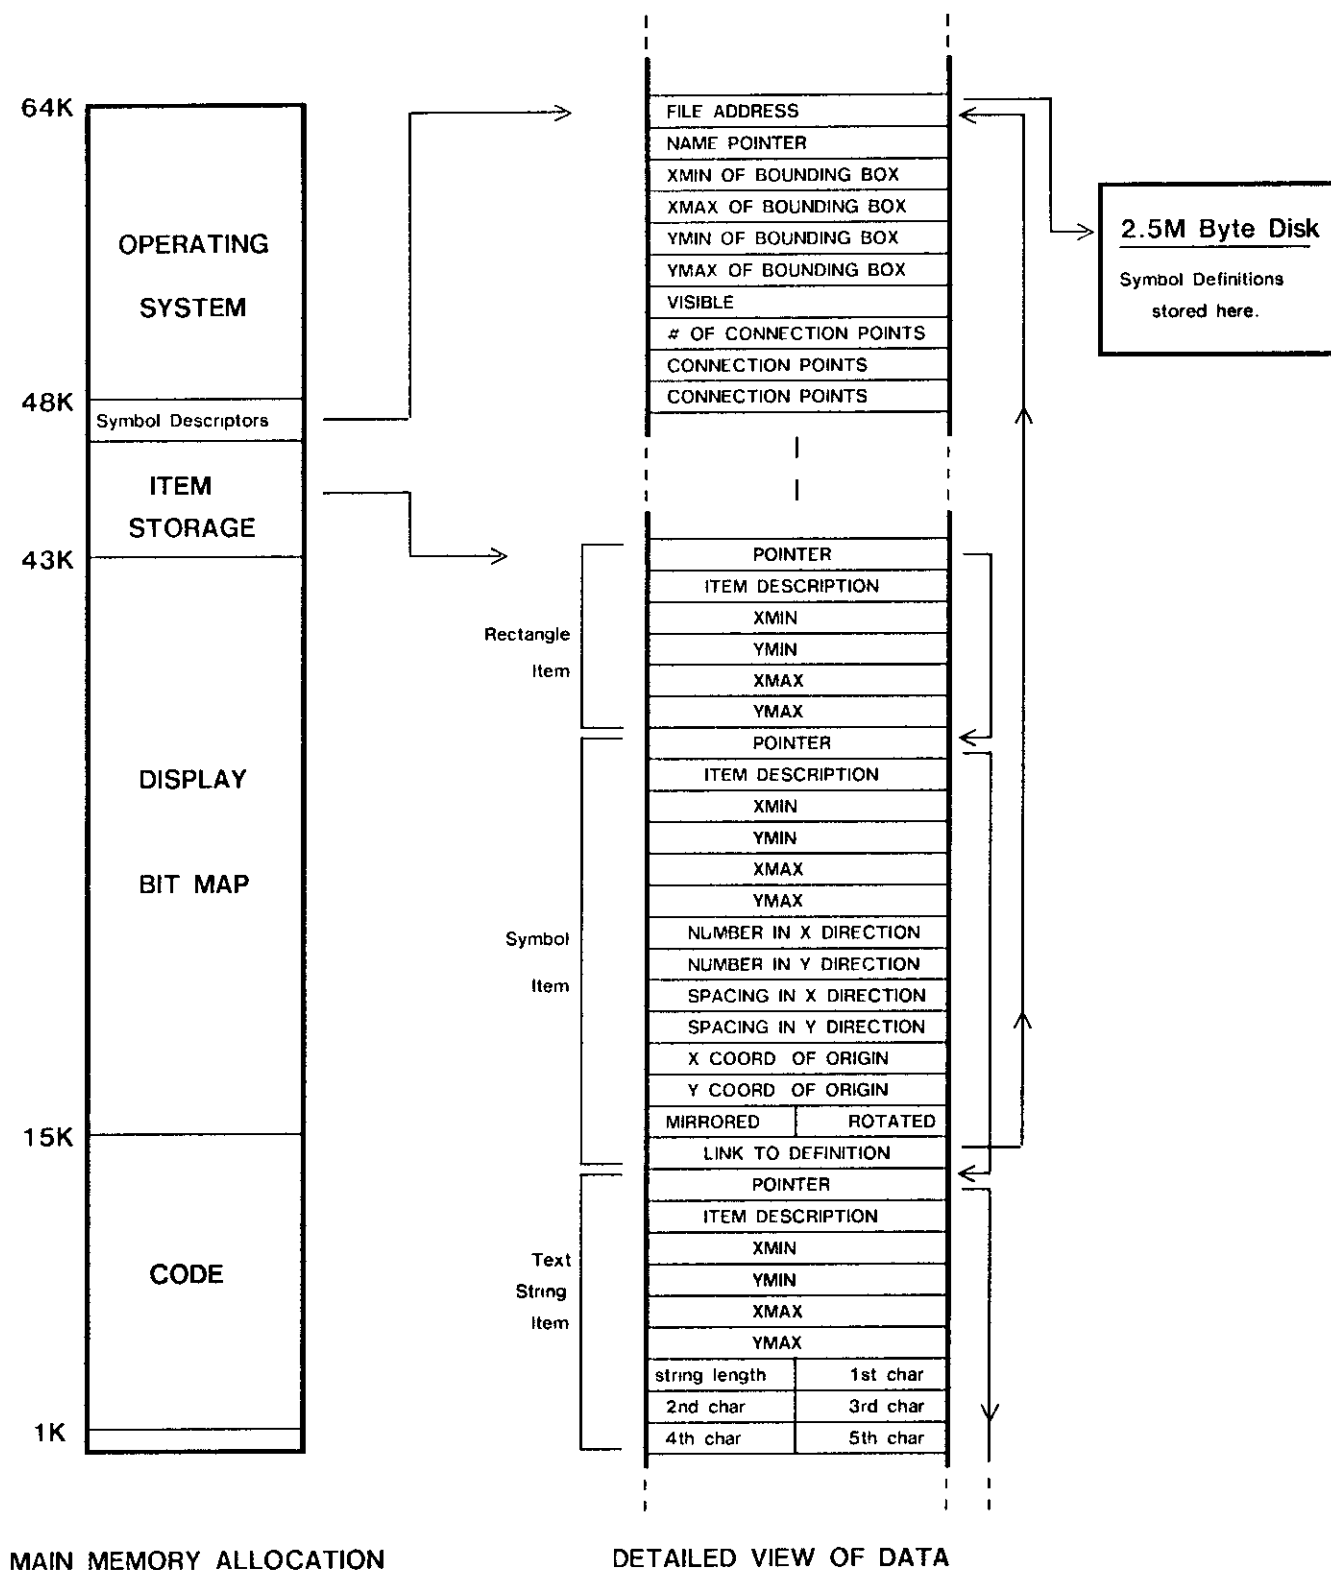 64K
OPERATING
SYSTEM
48K
Symbol Descriptors
ITEM
STORAGE
43K
DISPLAY
BIT MAP
15K
CODE
1K
MAIN MEMORY ALLOCATION
FILE ADDRESS
NAME POINTER
XMIN OF BOUNDING BOX
XMAX OF BOUNDING BOX
YMIN OF BOUNDING BOX
YMAX OF BOUNDING BOX
VISIBLE
# OF CONNECTION POINTS
CONNECTION POINTS
CONNECTION POINTS
Rectangle
Item
POINTER
ITEM DESCRIPTION
XMIN
YMIN
XMAX
YMAX
Symbol
Item
POINTER
ITEM DESCRIPTION
XMIN
YMIN
XMAX
YMAX
NUMBER IN X DIRECTION
NUMBER IN Y DIRECTION
SPACING IN X DIRECTION
SPACING IN Y DIRECTION
X COORD OF ORIGIN
Y COORD OF ORIGIN
MIRRORED ROTATED
LINK TO DEFINITION
Text
String
Item
POINTER
ITEM DESCRIPTION
XMIN
YMIN
XMAX
YMAX
string length 1st char
2nd char 3rd char
4th char 5th char
DETAILED VIEW OF DATA
2.5M Byte Disk
Symbol Definitions
stored here.